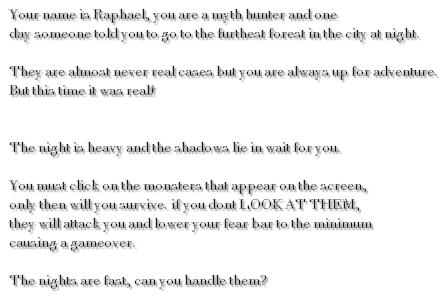 Your name is Raphael, you are a myth hunter and one
day someone told you to go to the furthest forest in the city at night.
They are almost never real cases but you are always up for adventure.
But this time it was real!
The night is heavy and the shadows lie in wait for you.
You must click on the monsters that appear on the screen,
only then will you survive. if you dont LOOK AT THEM,
they will attack you and lower your fear bar to the minimum
causing a gameover.
The nights are fast, can you handle them?